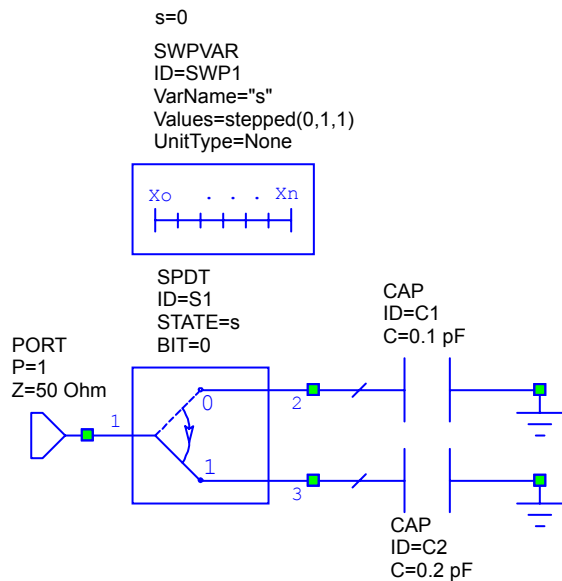 s=0
SWPVAR
ID=SWP1
VarName="s"
Values=stepped(0,1,1)
UnitType=None
Xo . . . Xn
SPDT
ID=S1
STATE=s
BIT=0
CAP
ID=C1
C=0.1 pF
PORT
P=1
Z=50 Ohm
1
0
2
1
3
CAP
ID=C2
C=0.2 pF